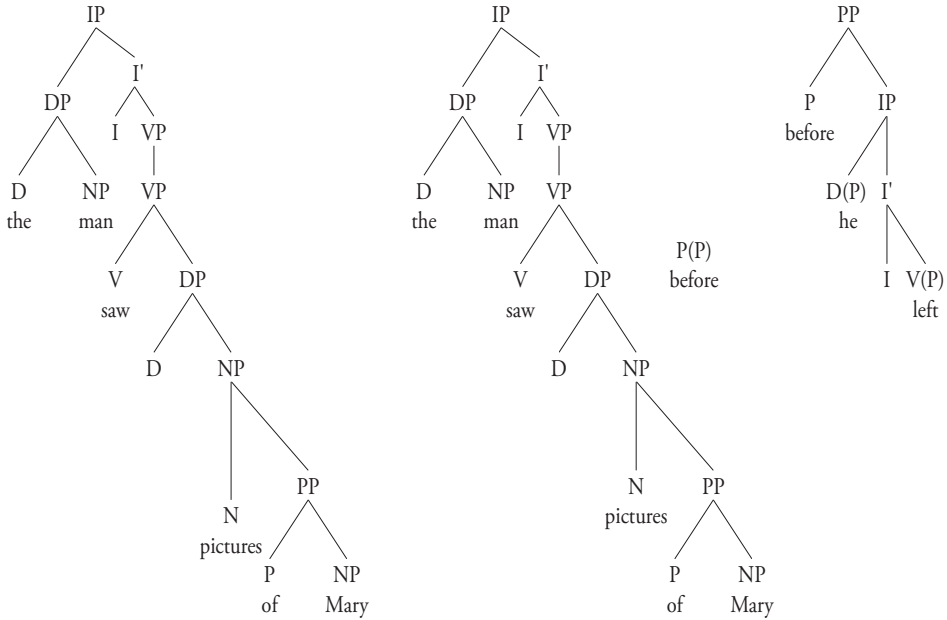 IP
I'
DP
I VP
D NP VP
the man
V DP
saw
D NP
PP
N
pictures
P NP
of Mary
IP
I'
DP
I VP
D NP VP
the man
P(P)
V DP before
saw
D NP
N PP
pictures
P NP
of Mary
PP
P IP
before
D(P) I'
he
I V(P)
left